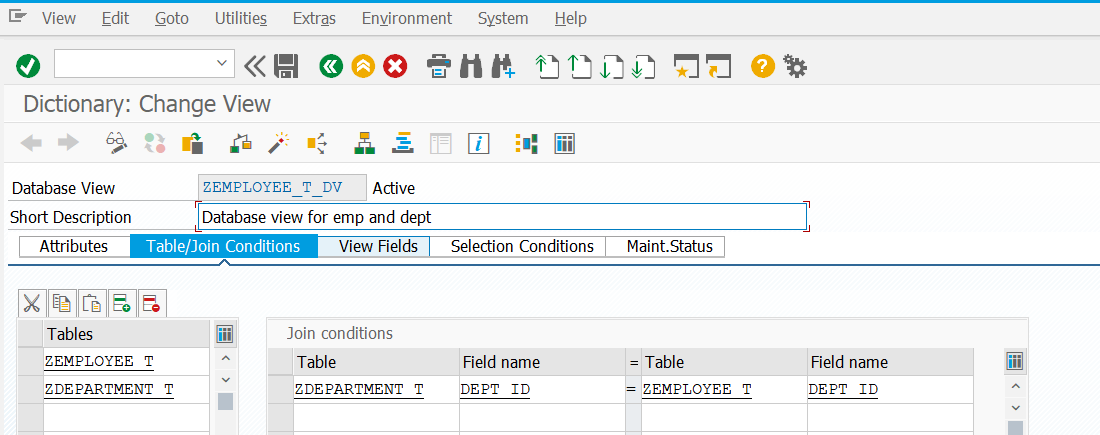 View Edit Goto Utilities Extras Environment System Help
Dictionary: Change View
Database View ZEMPLOYEE_T_DV Active
Short Description Database view for emp and dept
Attributes Table/Join Conditions View Fields Selection Conditions Maint.Status
Tables
ZEMPLOYEE_T
ZDEPARTMENT_T
Join conditions
Table Field name = Table Field name
ZDEPARTMENT_T DEPT_ID = ZEMPLOYEE_T DEPT_ID